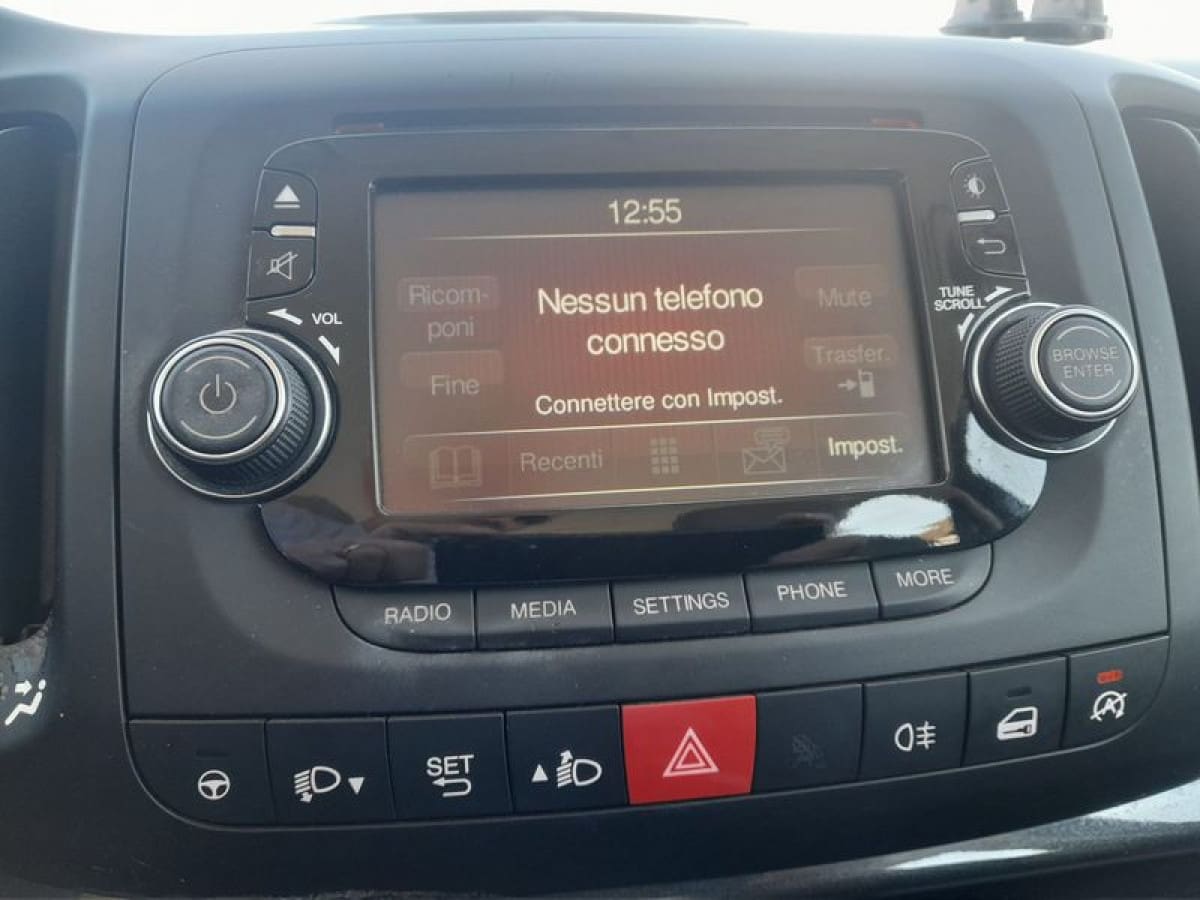 12:55
Ricom-
poni
Nessun telefono
connesso
Mute
Fine
Trasfer.
Connettere con Impost.
Recenti
Impost.
VOL
TUNE
SCROLL
BROWSE
ENTER
RADIO
MEDIA
SETTINGS
PHONE
MORE
SET